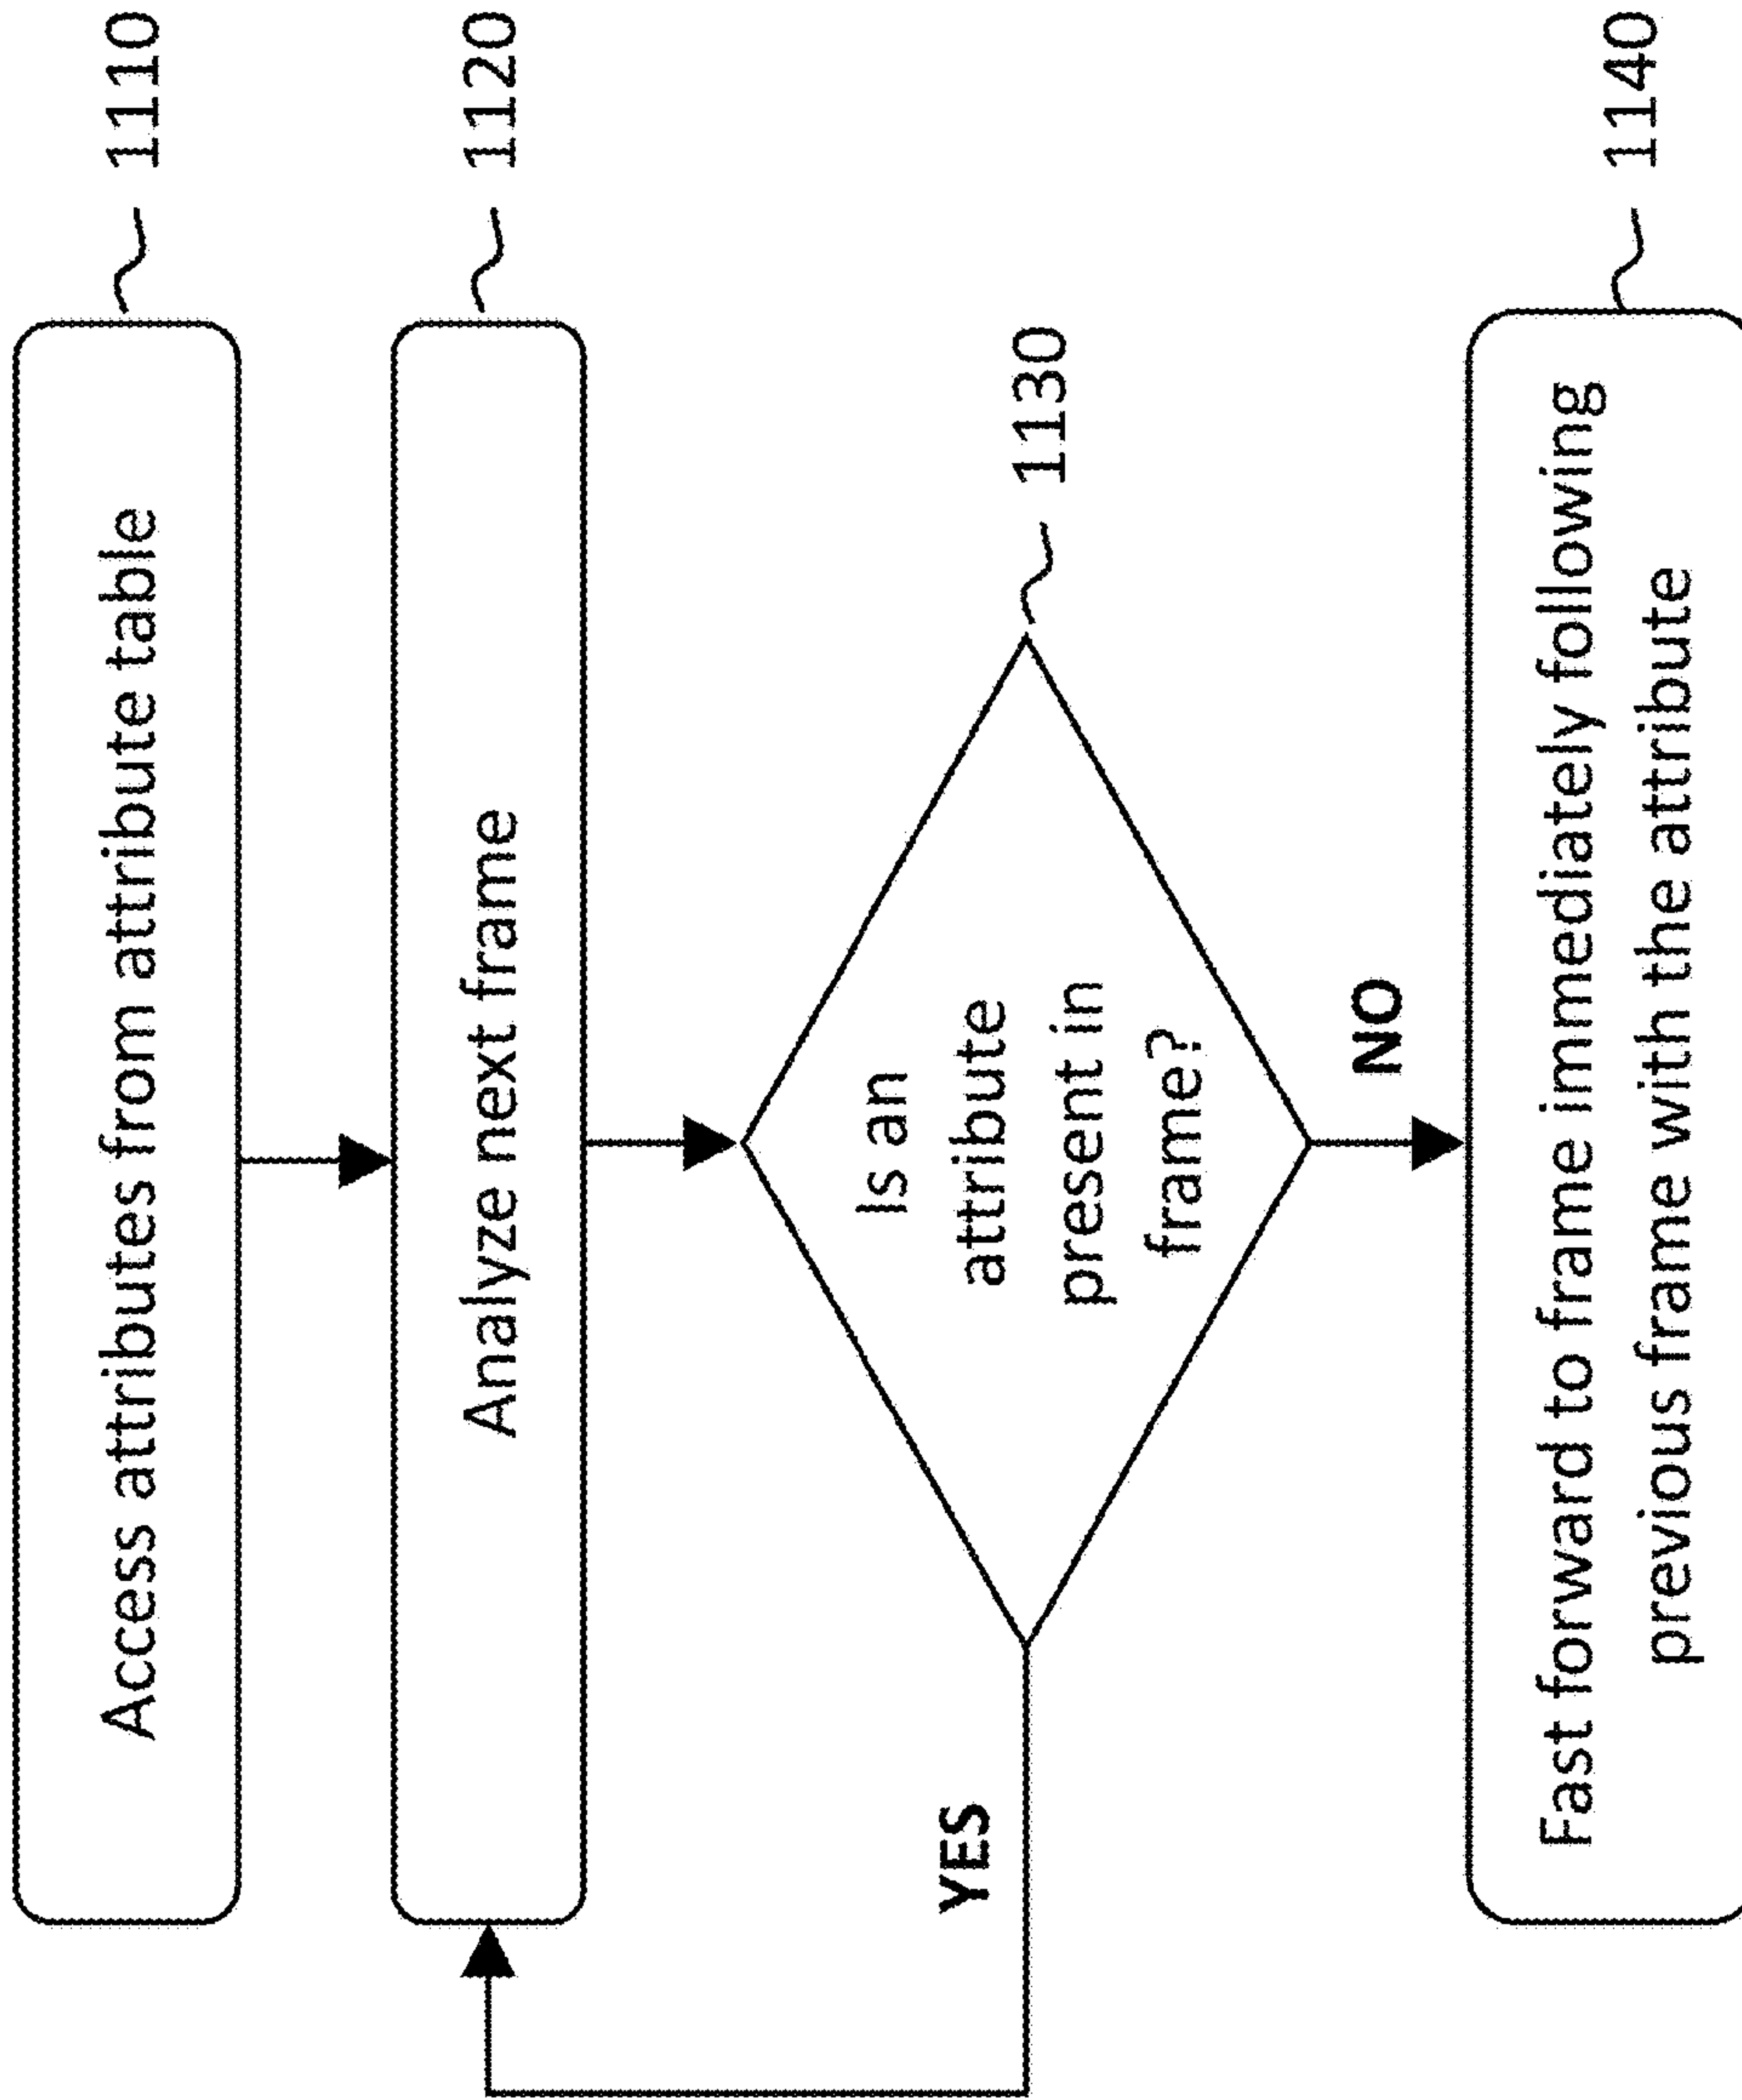 Access attributes from attribute table
1110
Analyze next frame
1120
Is an
attribute
present in
frame?
1130
YES
NO
Fast forward to frame immediately following
previous frame with the attribute
1140